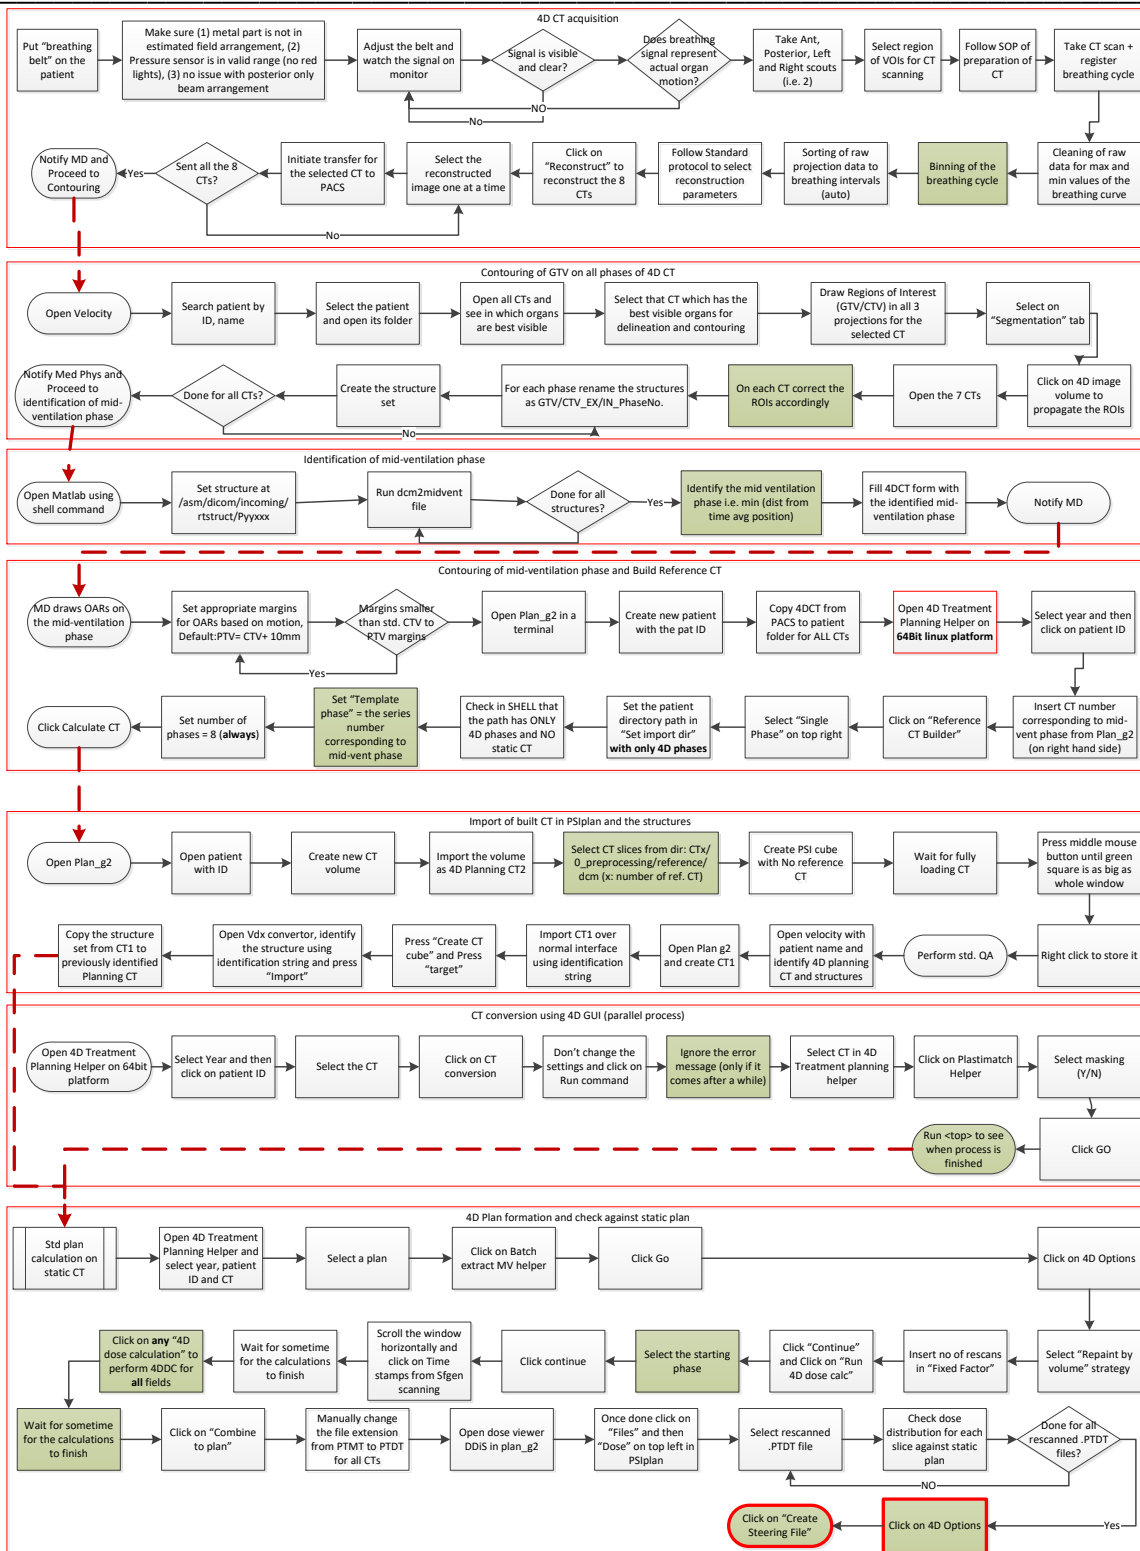 4D CT acquisition
Put “breathing
belt” on the
patient
Make sure (1) metal part is not in
estimated field arrangement, (2)
Pressure sensor is in valid range (no
red lights), (3) no issue with posterior only
beam arrangement
Adjust the belt and
watch the signal on
monitor
Signal is visible
and clear?
Does breathing
signal represent
actual organ
motion?
Take Ant,
Posterior, Left
and Right scouts
(i.e. 2)
Select region
of VOIs for CT
scanning
Follow SOP of
preparation of
CT
Take CT scan +
register
breathing cycle
NO
No
Notify MD and
Proceed to
Contouring
Yes
Sent all the 8
CTs?
Initiate transfer for
the selected CT to
PACS
Select the
reconstructed
image one at a time
Click on
“Reconstruct” to
reconstruct the 8
CTs
Follow Standard
protocol to select
reconstruction
parameters
Sorting of raw
projection data to
breathing intervals
(auto)
Binning of the
breathing cycle
Cleaning of raw
data for max and
min values of the
breathing curve
No
Contouring of GTV on all phases of 4D CT
Open Velocity
Search patient by
ID, name
Select the patient
and open its folder
Open all CTs and
see in which organs
are best visible
Select that CT which has the
best visible organs for
delineation and contouring
Draw Regions of Interest
(GTV/CTV) in all 3
projections for the
selected CT
Select on
“Segmentation” tab
Notify Med Phys and
Proceed to
identification of mid-
ventilation phase
Done for all CTs?
Create the structure
set
For each phase rename the structures
as GTV/CTV_EX/IN_PhaseNo.
On each CT correct the
ROIs accordingly
Open the 7 CTs
Click on 4D image
volume to
propagate the ROIs
No
Identification of mid-ventilation phase
Open Matlab using
shell command
Set structure at
/asm/dicom/incoming/
rtstruct/Pyyxxx
Run dcm2midvent
file
Done for all
structures?
Yes
Identify the mid ventilation
phase i.e. min (dist from
time avg position)
Fill 4DCT form with
the identified mid-
ventilation phase
Notify MD
Contouring of mid-ventilation phase and Build Reference CT
MD draws OARs on
the mid-ventilation
phase
Set appropriate margins
for OARs based on motion,
Default:PTV= CTV+ 10mm
Margins smaller
than std. CTV to
PTV margins
Yes
Open Plan_g2 in a
terminal
Create new patient
with the pat ID
Copy 4DCT from
PACS to patient
folder for ALL CTs
Open 4D Treatment
Planning Helper on
64Bit linux platform
Select year and then
click on patient ID
Click Calculate CT
Set number of
phases = 8 (always)
Set “Template
phase” = the series
number
corresponding to
mid-vent phase
Check in SHELL that
the path has ONLY
4D phases and NO
static CT
Set the patient
directory path in
“Set import dir”
with only 4D phases
Select “Single
Phase” on top right
Click on “Reference
CT Builder”
Insert CT number
corresponding to mid-
vent phase from Plan_g2
(on right hand side)
Import of built CT in PSIplan and the structures
Open Plan_g2
Open patient
with ID
Create new CT
volume
Import the volume
as 4D Planning CT2
Select CT slices from dir: CTx/
0_preprocessing/reference/
dcm (x: number of ref. CT)
Create PSI cube
with No reference
CT
Wait for fully
loading CT
Press middle mouse
button until green
square is as big as
whole window
Copy the structure
set from CT1 to
previously identified
Planning CT
Open Vdx convertor, identify
the structure using
identification string and
press “Import”
Press “Create CT
cube” and Press
“target”
Import CT1 over
normal interface
using identification
string
Open Plan g2
and create CT1
Open velocity with
patient name and
identify 4D planning
CT and structures
Perform std. QA
Right click to store it
CT conversion using 4D GUI (parallel process)
Open 4D Treatment
Planning Helper on 64bit
platform
Select Year and then
click on patient ID
Select the CT
Click on CT
conversion
Don’t change the
settings and click on
Run command
Ignore the error
message (only if it
comes after a while)
Select CT in 4D
Treatment planning
helper
Click on Plastimatch
Helper
Select masking
(Y/N)
Run <top> to see
when process is
finished
Click GO
4D Plan formation and check against static plan
Std plan
calculation on
static CT
Open 4D Treatment
Planning Helper and
select year, patient
ID and CT
Select a plan
Click on Batch
extract MV helper
Click Go
Click on 4D Options
Click on any “4D
dose calculation” to
perform 4DDC for
all fields
Wait for sometime
for the calculations
to finish
Scroll the window
horizontally and
click on Time
stamps from Sfgen
scanning
Click continue
Select the starting
phase
Click “Continue”
and Click on “Run
4D dose calc”
Insert no of rescans
in “Fixed Factor”
Select “Repaint by
volume” strategy
Wait for sometime
for the calculations
to finish
Click on “Combine
to plan”
Manually change
the file extension
from PTMT to PTDT
for all CTs
Open dose viewer
DDiS in plan_g2
Once done click on
“Files” and then
“Dose” on top left in
PSIplan
Select rescanned
.PTDT file
Check dose
distribution for each
slice against static
plan
Done for all
rescanned .PTDT
files?
NO
Yes
Click on “Create
Steering File”
Click on 4D Options